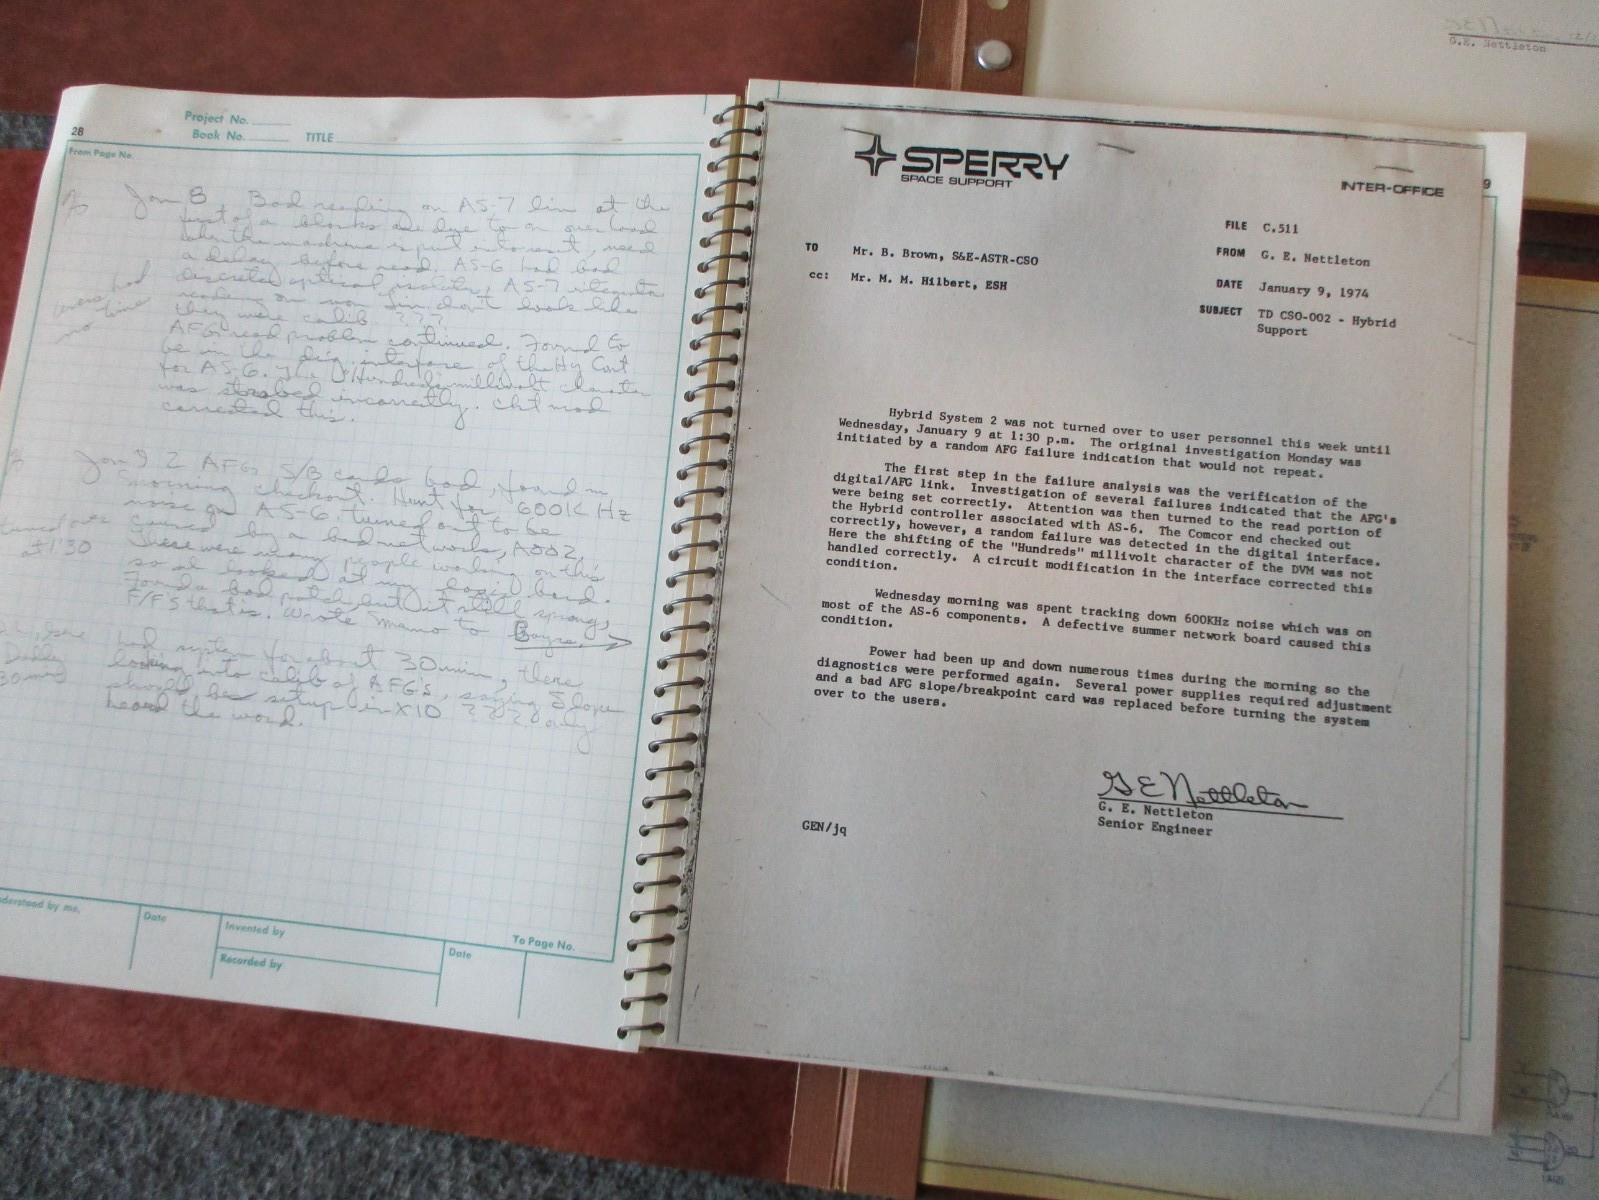 28
Project No.
Book No.
TITLE
From Page No.
Jan 8 Bad reading on AS-7 lin at the
first of a blocks are due to an overload
when the machine is put into reset, need
a delay before read. AS-6 had bad
discreted optical isolator, AS-7 integrator
reading on non lin don't look like
they were calib ???
AFG read problem continued. Found to
be in the dig. interface of the Hy Cont
for AS-6. The Hundreds millivolt character
was strobed incorrectly. ckt mod
corrected this.
users had
no time
Jan 9 2 AFG S/B cards bad, found in
morning checkout. Hunt for 600K Hz
noise on AS-6, turned out to be
caused by a bad network, A002,
There were many people working on this
so I looked at my logic board.
Found a bad patch but it still
F/F's that is. Wrote memo to
turned over
at 1:30
had system for about 30 min, there
looking into calib of AFG's, saying Slope
should be setup in X10 ???? only
heard the word.
30 min
Understood by me,
Date
Invented by
Recorded by
Date
To Page No.
SPERRY
SPACE SUPPORT
INTER-OFFICE
9
FILE C.511
TO Mr. B. Brown, S&E-ASTR-CSO
FROM G. E. Nettleton
cc: Mr. M. M. Hilbert, ESH
DATE January 9, 1974
SUBJECT TD CSO-002 - Hybrid
Support
Hybrid System 2 was not turned over to user personnel this week until
Wednesday, January 9 at 1:30 p.m. The original investigation Monday was
initiated by a random AFG failure indication that would not repeat.
The first step in the failure analysis was the verification of the
digital/AFG link. Investigation of several failures indicated that the AFG's
were being set correctly. Attention was then turned to the read portion of
the Hybrid controller associated with AS-6. The Comcor end checked out
correctly, however, a random failure was detected in the digital interface.
Here the shifting of the "Hundreds" millivolt character of the DVM was not
handled correctly. A circuit modification in the interface corrected this
condition.
Wednesday morning was spent tracking down 600KHz noise which was on
most of the AS-6 components. A defective summer network board caused this
condition.
Power had been up and down numerous times during the morning so the
diagnostics were performed again. Several power supplies required adjustment
and a bad AFG slope/breakpoint card was replaced before turning the system
over to the users.
G E Nettleton
G. E. Nettleton
Senior Engineer
GEN/jq
G.E. Nettleton